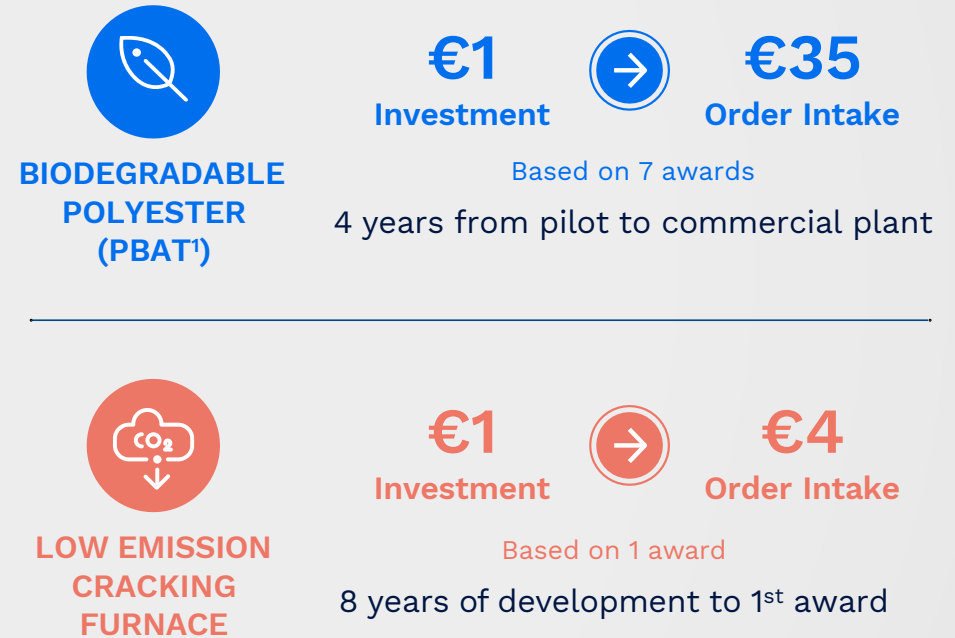 €1
€35
Investment
Order Intake
BIODEGRADABLE
POLYESTER
(PBAT¹)
Based on 7 awards
4 years from pilot to commercial plant
CO₂
€1
€4
Investment
Order Intake
LOW EMISSION
CRACKING
FURNACE
Based on 1 award
8 years of development to 1st award